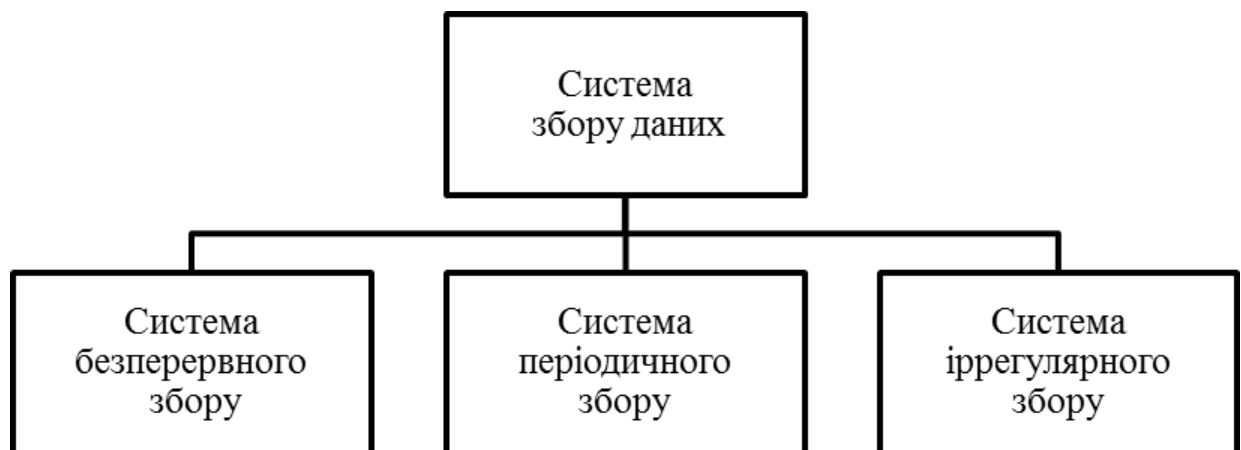 Система
збору даних
Система
безперервного
збору
Система
періодичного
збору
Система
іррегулярного
збору